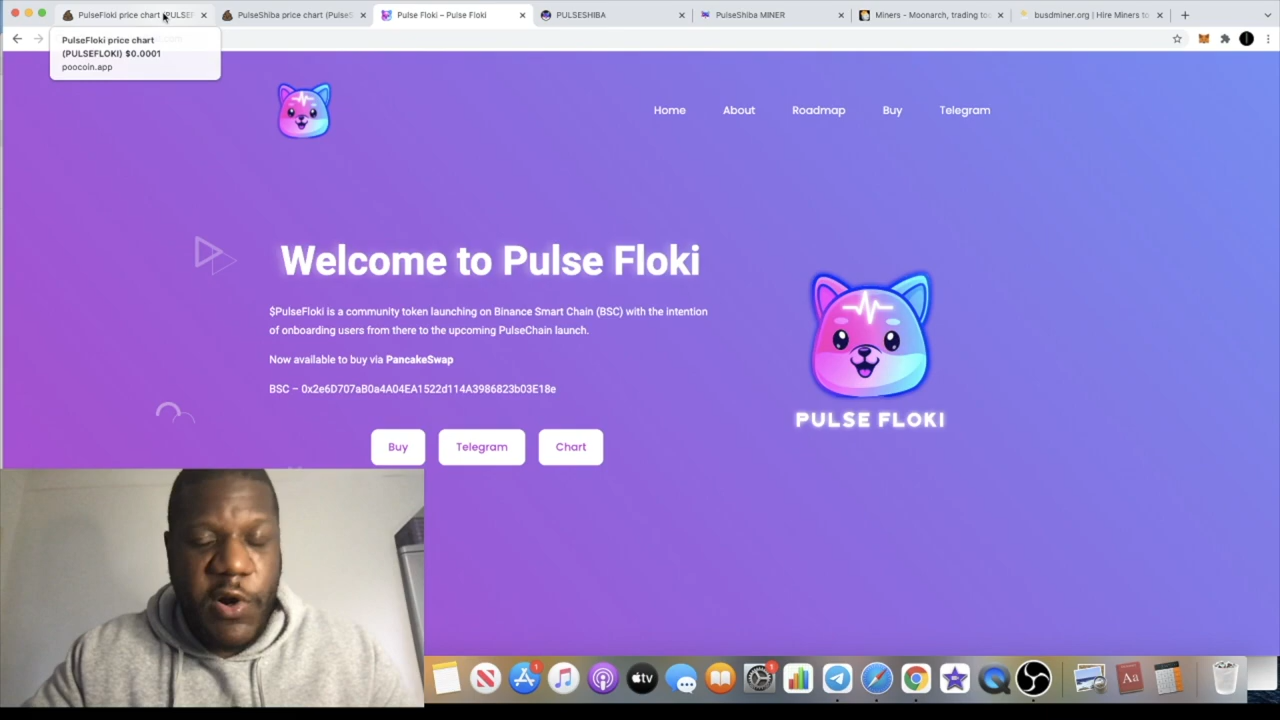 PulseFloki price chart (PULSEF
PulseShiba price chart (PulseS
Pulse Floki – Pulse Floki
PULSESHIBA
PulseShiba MINER
Miners - Moonarch, trading to
busdminer.org | Hire Miners to
PulseFloki price chart
(PULSEFLOKI) $0.0001
poocoin.app
Home
About
Roadmap
Buy
Telegram
Welcome to Pulse Floki
$PulseFloki is a community token launching on Binance Smart Chain (BSC) with the intention
of onboarding users from there to the upcoming PulseChain launch.
Now available to buy via PancakeSwap
BSC – 0x2e6D707aB0a4A04EA1522d114A3986823b03E18e
Buy
Telegram
Chart
PULSE FLOKI
1
tv
1
Aa